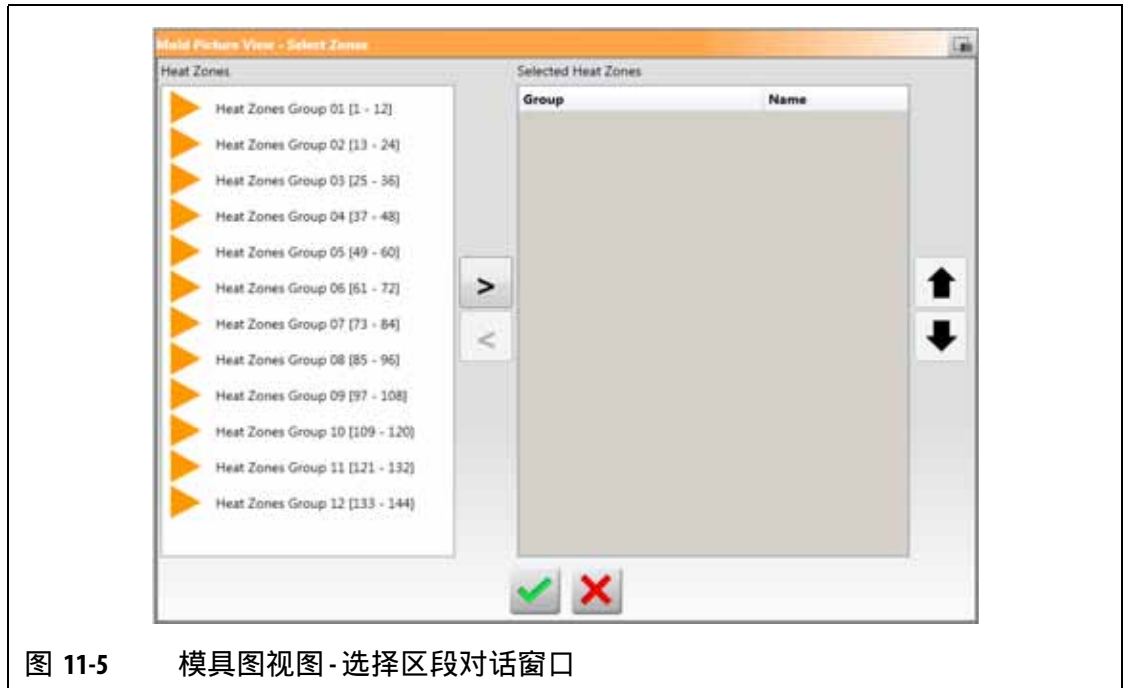 Mold Picture View - Select Zones
Heat Zones
Selected Heat Zones
Group Name
Heat Zones Group 01 [1 - 12]
Heat Zones Group 02 [13 - 24]
Heat Zones Group 03 [25 - 36]
Heat Zones Group 04 [37 - 48]
Heat Zones Group 05 [49 - 60]
Heat Zones Group 06 [61 - 72]
Heat Zones Group 07 [73 - 84]
Heat Zones Group 08 [85 - 96]
Heat Zones Group 09 [97 - 108]
Heat Zones Group 10 [109 - 120]
Heat Zones Group 11 [121 - 132]
Heat Zones Group 12 [133 - 144]
>
<
图 11-5 模具图视图 - 选择区段对话窗口